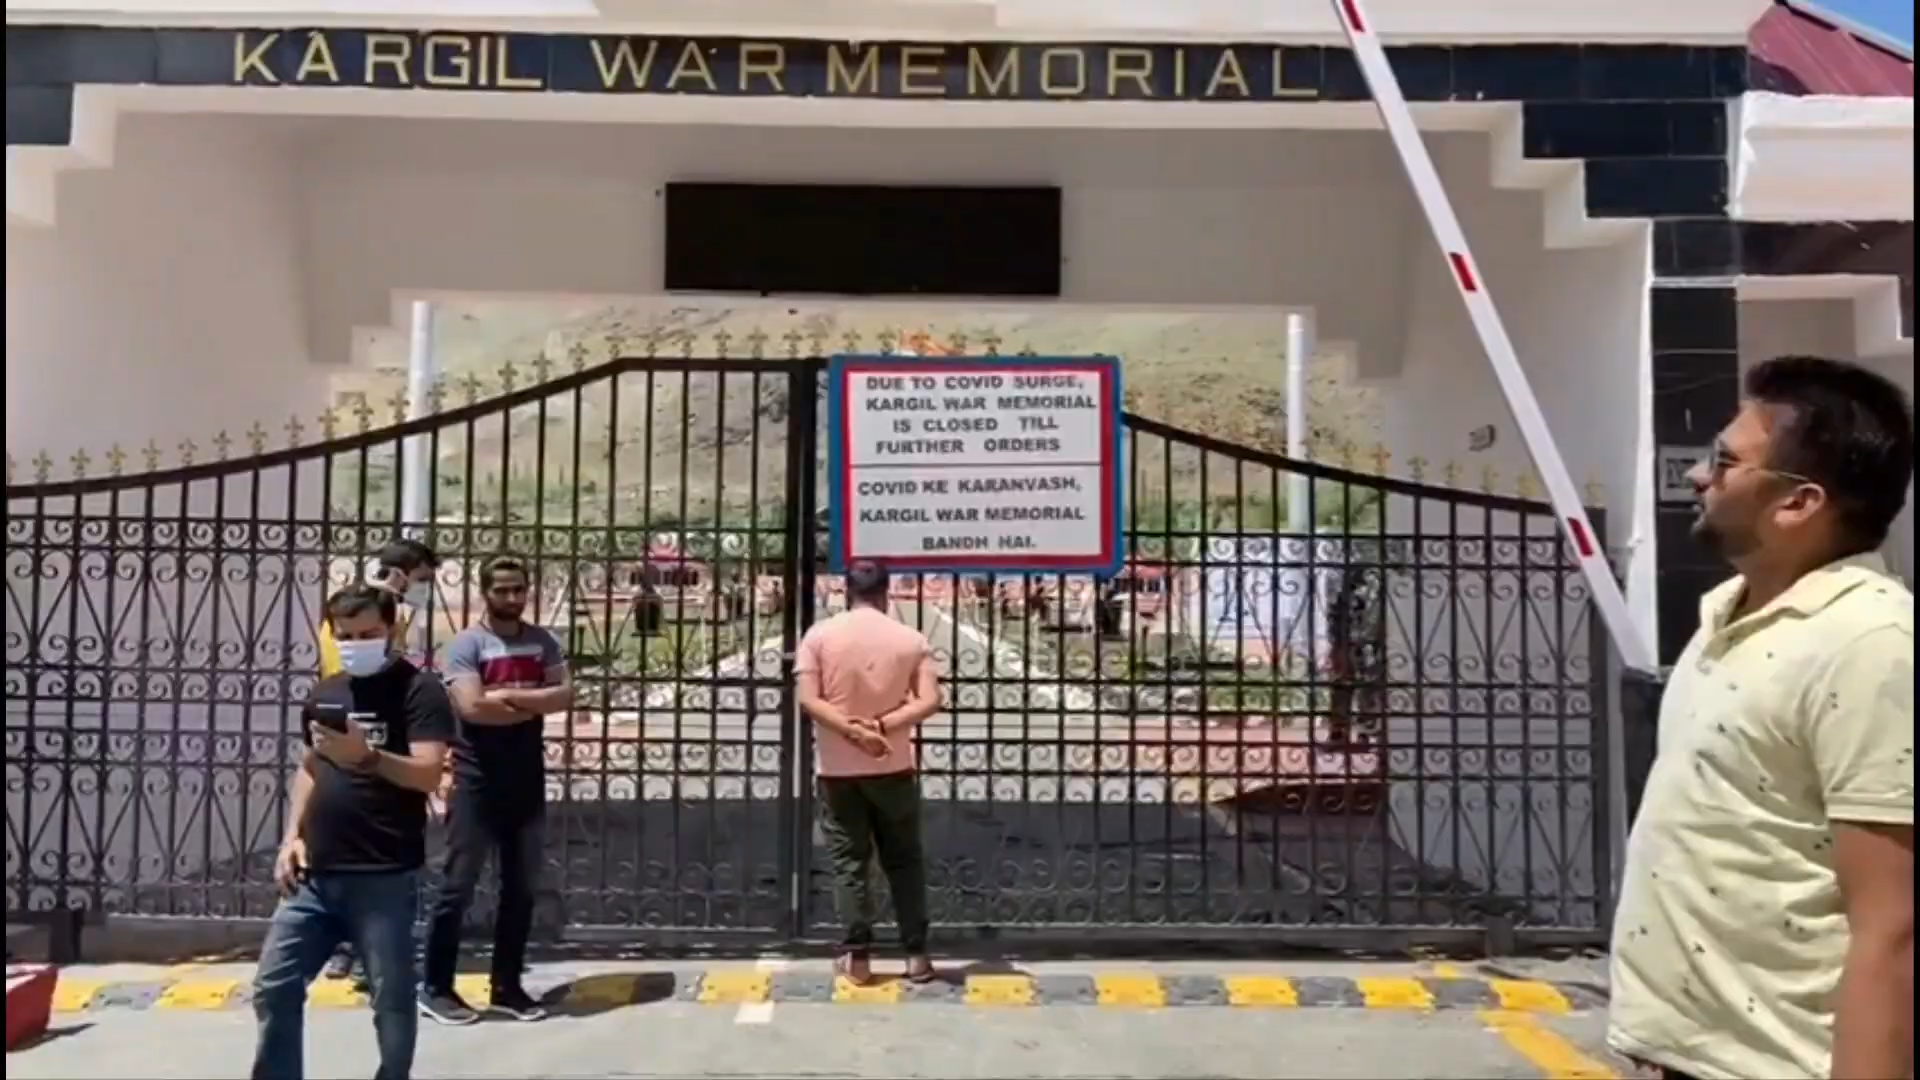 KARGIL WAR MEMORIAL
DUE TO COVID SURGE,
KARGIL WAR MEMORIAL
IS CLOSED TILL
FURTHER ORDERS
COVID KE KARANVASH,
KARGIL WAR MEMORIAL
BANDH HAI.